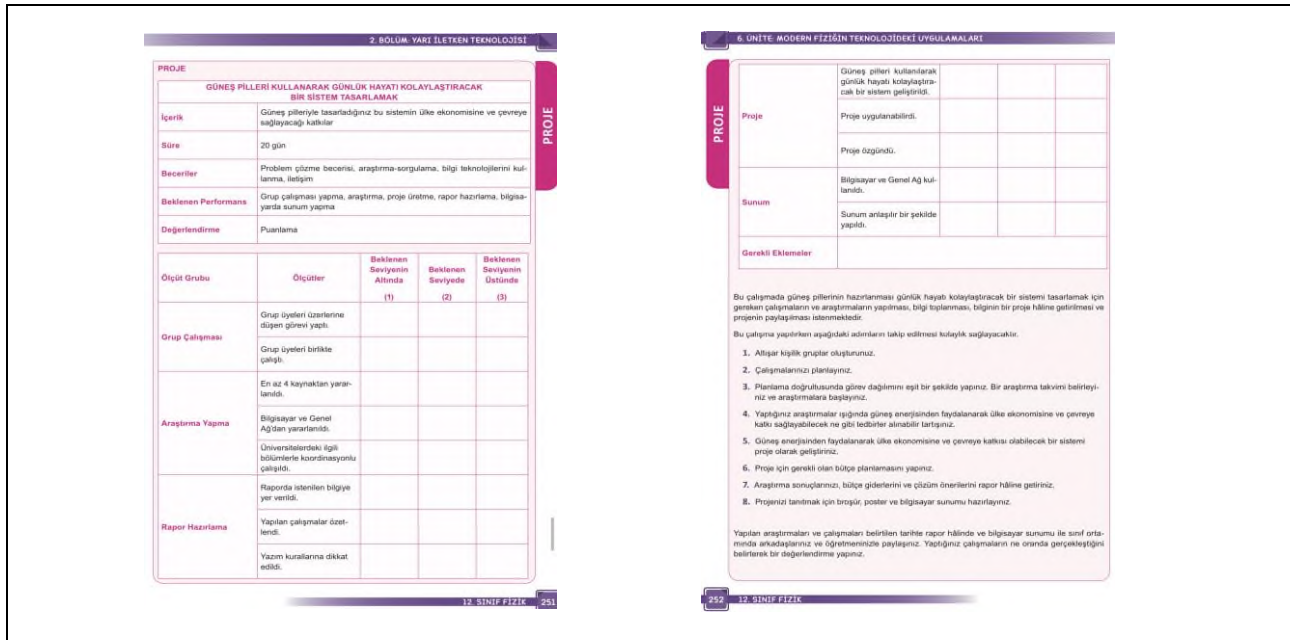 2. BÖLÜM: YARI İLETKEN TEKNOLOJİSİ
PROJE
GÜNEŞ PİLLERİ KULLANARAK GÜNLÜK HAYATI KOLAYLAŞTIRACAK
BİR SİSTEM TASARLAMAK
İçerik
Güneş pilleriyle tasarladığınız bu sistemin ülke ekonomisine ve çevreye
sağlayacağı katkılar
Süre
20 gün
Beceriler
Problem çözme becerisi, araştırma-sorgulama, bilgi teknolojilerini kul-
lanma, iletişim
Beklenen Performans
Grup çalışması yapma, araştırma, proje üretme, rapor hazırlama, bilgisa-
yarda sunum yapma
Değerlendirme
Puanlama
Ölçüt Grubu
Ölçütler
Beklenen
Seviyenin
Altında
(1)
Beklenen
Seviyede
(2)
Beklenen
Seviyenin
Üstünde
(3)
Grup Çalışması
Grup üyeleri üzerlerine
düşen görevi yaptı.
Grup üyeleri birlikte
çalıştı.
Araştırma Yapma
En az 4 kaynaktan yarar-
lanıldı.
Bilgisayar ve Genel
Ağ'dan yararlanıldı.
Üniversitelerdeki ilgili
bölümlerle koordinasyonlu
çalışıldı.
Rapor Hazırlama
Raporda istenilen bilgiye
yer verildi.
Yapılan çalışmalar özet-
lendi.
Yazım kurallarına dikkat
edildi.
PROJE
12. SINIF FİZİK
251
6. ÜNİTE: MODERN FİZİĞİN TEKNOLOJİDEKİ UYGULAMALARI
PROJE
Proje
Güneş pilleri kullanılarak
günlük hayatı kolaylaştıra-
cak bir sistem geliştirildi.
Proje uygulanabilirdi.
Proje özgündü.
Sunum
Bilgisayar ve Genel Ağ kul-
lanıldı.
Sunum anlaşılır bir şekilde
yapıldı.
Gerekli Eklemeler
Bu çalışmada güneş pillerinin hazırlanması günlük hayatı kolaylaştıracak bir sistemi tasarlamak için
gereken çalışmaların ve araştırmaların yapılması, bilgi toplanması, bilginin bir proje hâline getirilmesi ve
projenin paylaşılması istenmektedir.
Bu çalışma yapılırken aşağıdaki adımların takip edilmesi kolaylık sağlayacaktır.
1. Altışar kişilik gruplar oluşturunuz.
2. Çalışmalarınızı planlayınız.
3. Planlama doğrultusunda görev dağılımını eşit bir şekilde yapınız. Bir araştırma takvimi belirleyi-
niz ve araştırmalara başlayınız.
4. Yaptığınız araştırmalar ışığında güneş enerjisinden faydalanarak ülke ekonomisine ve çevreye
katkı sağlayabilecek ne gibi tedbirler alınabilir tartışınız.
5. Güneş enerjisinden faydalanarak ülke ekonomisine ve çevreye katkısı olabilecek bir sistemi
proje olarak geliştiriniz.
6. Proje için gerekli olan bütçe planlamasını yapınız.
7. Araştırma sonuçlarınızı, bütçe giderlerini ve çözüm önerilerini rapor hâline getiriniz.
8. Projenizi tanıtmak için broşür, poster ve bilgisayar sunumu hazırlayınız.
Yapılan araştırmaları ve çalışmaları belirtilen tarihte rapor hâlinde ve bilgisayar sunumu ile sınıf orta-
mında arkadaşlarınız ve öğretmeninizle paylaşınız. Yaptığınız çalışmaların ne oranda gerçekleştiğini
belirterek bir değerlendirme yapınız.
252
12. SINIF FİZİK